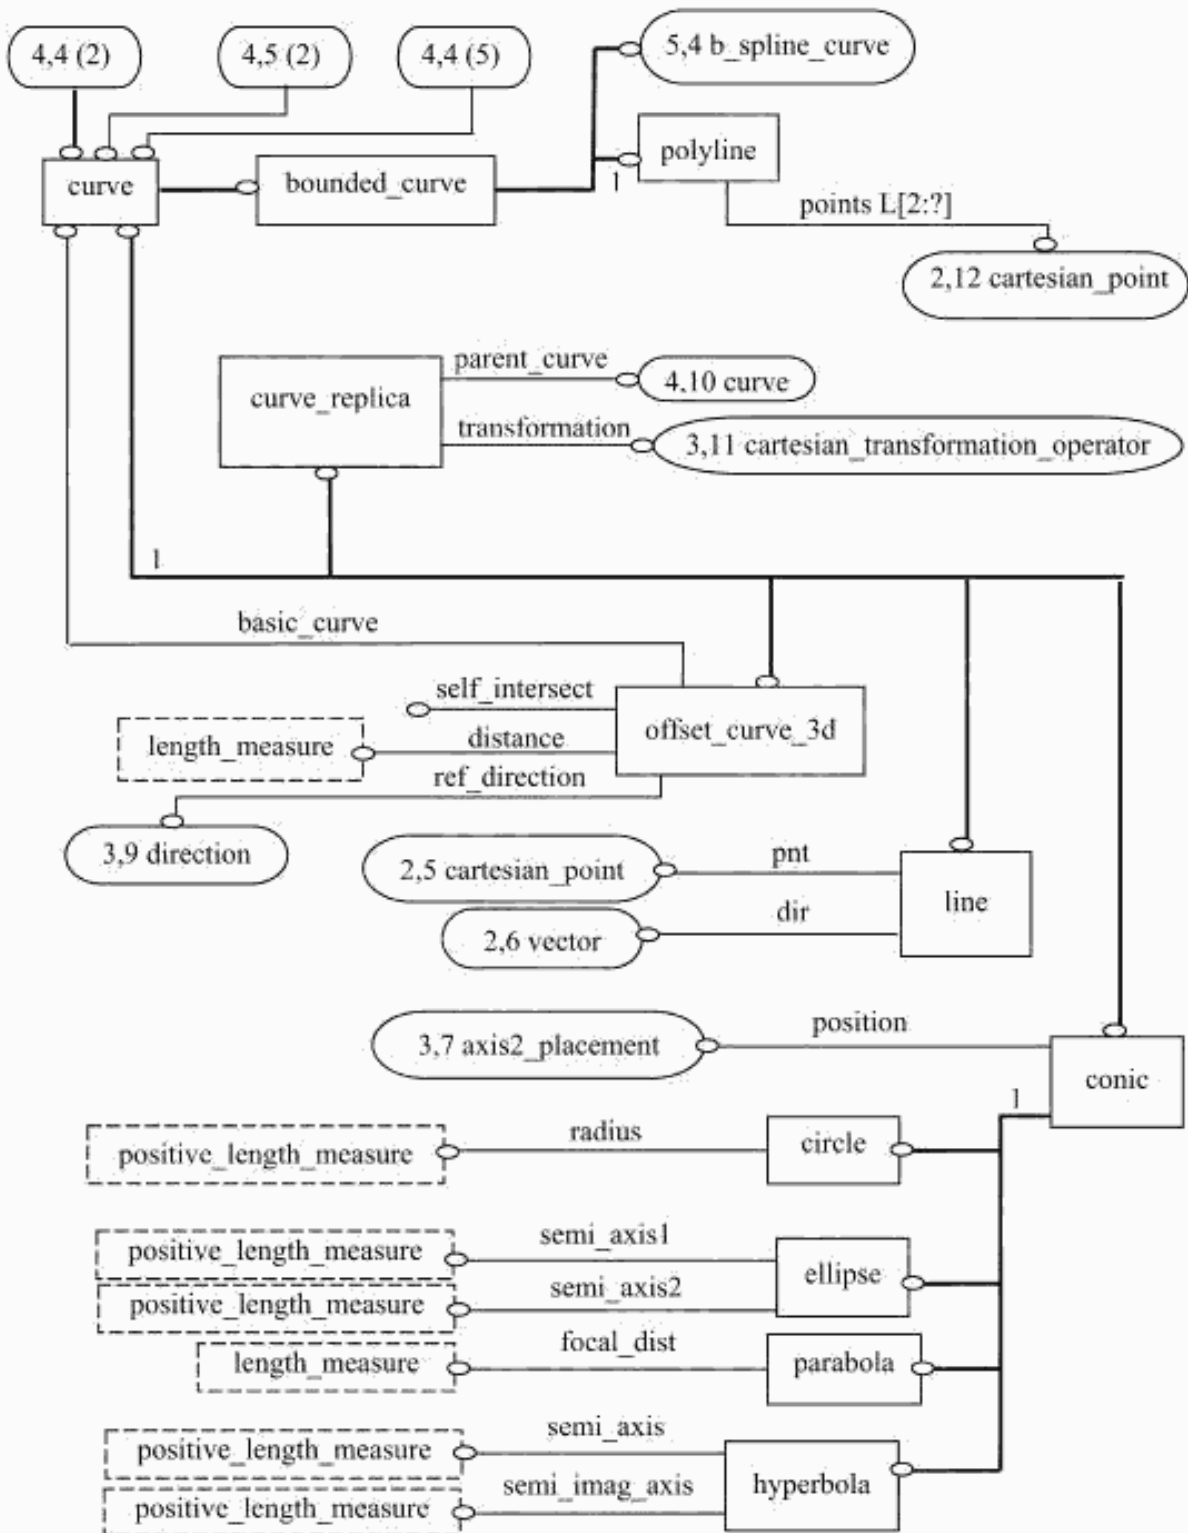 4,4 (2)
4,5 (2)
4,4 (5)
5,4 b_spline_curve
curve
bounded_curve
1
polyline
points L[2:?]
2,12 cartesian_point
curve_replica
parent_curve
4,10 curve
transformation
3,11 cartesian_transformation_operator
1
basic_curve
self_intersect
length_measure
distance
offset_curve_3d
ref_direction
3,9 direction
2,5 cartesian_point
pnt
line
2,6 vector
dir
3,7 axis2_placement
position
conic
1
positive_length_measure
radius
circle
positive_length_measure
semi_axis1
ellipse
positive_length_measure
semi_axis2
length_measure
focal_dist
parabola
positive_length_measure
semi_axis
hyperbola
positive_length_measure
semi_imag_axis